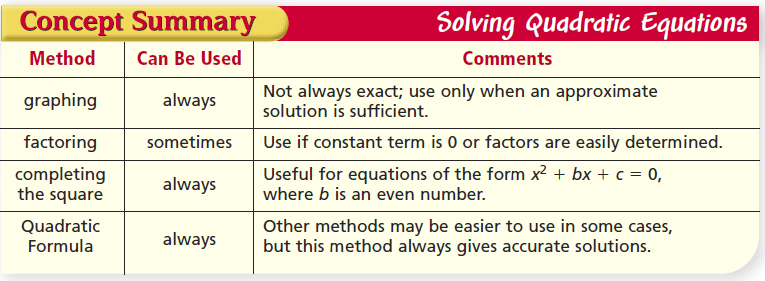 Concept Summary
Solving Quadratic Equations
Method Can Be Used Comments
graphing always Not always exact; use only when an approximate
solution is sufficient.
factoring sometimes Use if constant term is 0 or factors are easily determined.
completing
the square always Useful for equations of the form x² + bx + c = 0,
where b is an even number.
Quadratic
Formula always Other methods may be easier to use in some cases,
but this method always gives accurate solutions.